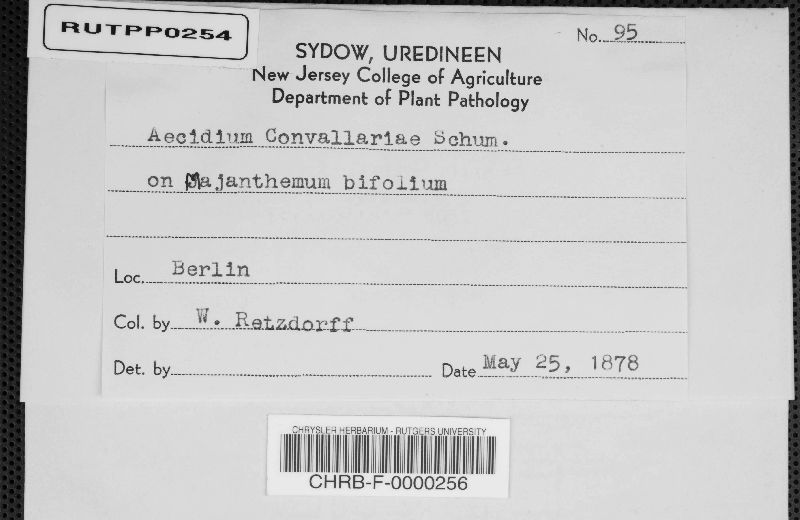 RUTPP0254
No. 95
SYDOW, UREDINEEN
New Jersey College of Agriculture
Department of Plant Pathology
Aecidium Convallariae Schum.
on Majanthemum bifolium
Loc. Berlin
Col. by W. Retzdorff
Det. by
Date May 25, 1878
CHRYSLER HERBARIUM - RUTGERS UNIVERSITY
CHRB-F-0000256